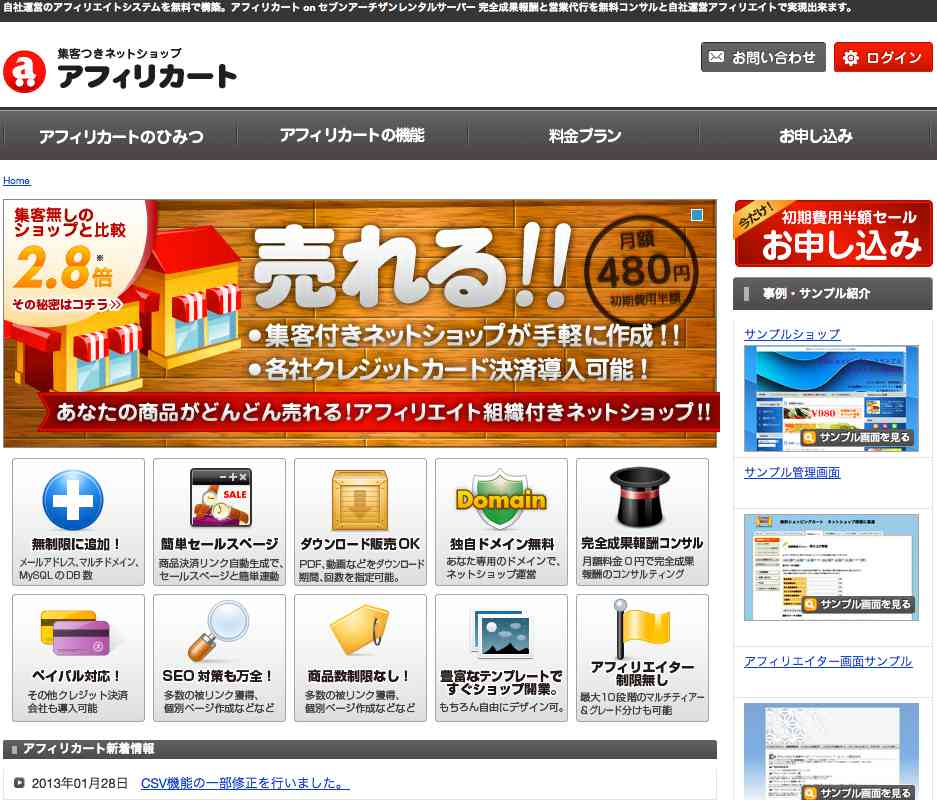 自社運営のアフィリエイトシステムを無料で構築。アフィリカート on セブンアーチザンレンタルサーバー 完全成果報酬と営業代行を無料コンサルと自社運営アフィリエイトで実現出来ます。
集客つきネットショップ
アフィリカート
お問い合わせ
ログイン
アフィリカートのひみつ
アフィリカートの機能
料金プラン
お申し込み
Home
集客無しの
ショップと比較
2.8※倍
その秘密はコチラ»
売れる!!
月額
480円
初期費用半額
●集客付きネットショップが手軽に作成!!
●各社クレジットカード決済導入可能!
あなたの商品がどんどん売れる!アフィリエイト組織付きネットショップ!!
今だけ!
初期費用半額セール
お申し込み
事例・サンプル紹介
サンプルショップ
¥980
サンプル画面を見る
サンプル管理画面
サンプル画面を見る
アフィリエイター画面サンプル
サンプル画面を見る
無制限に追加!
メールアドレス、マルチドメイン、
MySQLのDB数
SALE
簡単セールスページ
商品決済リンク自動生成で、
セールスページと簡単連動
ダウンロード販売OK
PDF、動画などをダウンロード
期間、回数を指定可能。
Domain
独自ドメイン無料
あなた専用のドメインで、
ネットショップ運営
完全成果報酬コンサル
月額料金0円で完全成果
報酬のコンサルティング
ペイパル対応!
その他クレジット決済
会社も導入可能
SEO対策も万全!
多数の被リンク獲得、
個別ページ作成などなど
商品数制限なし!
多数の被リンク獲得、
個別ページ作成などなど
豊富なテンプレートで
すぐショップ開業。
もちろん自由にデザイン可。
アフィリエイター
制限無し
最大10段階のマルチティアー
&グレード分けも可能
アフィリカート新着情報
2013年01月28日 CSV機能の一部修正を行いました。